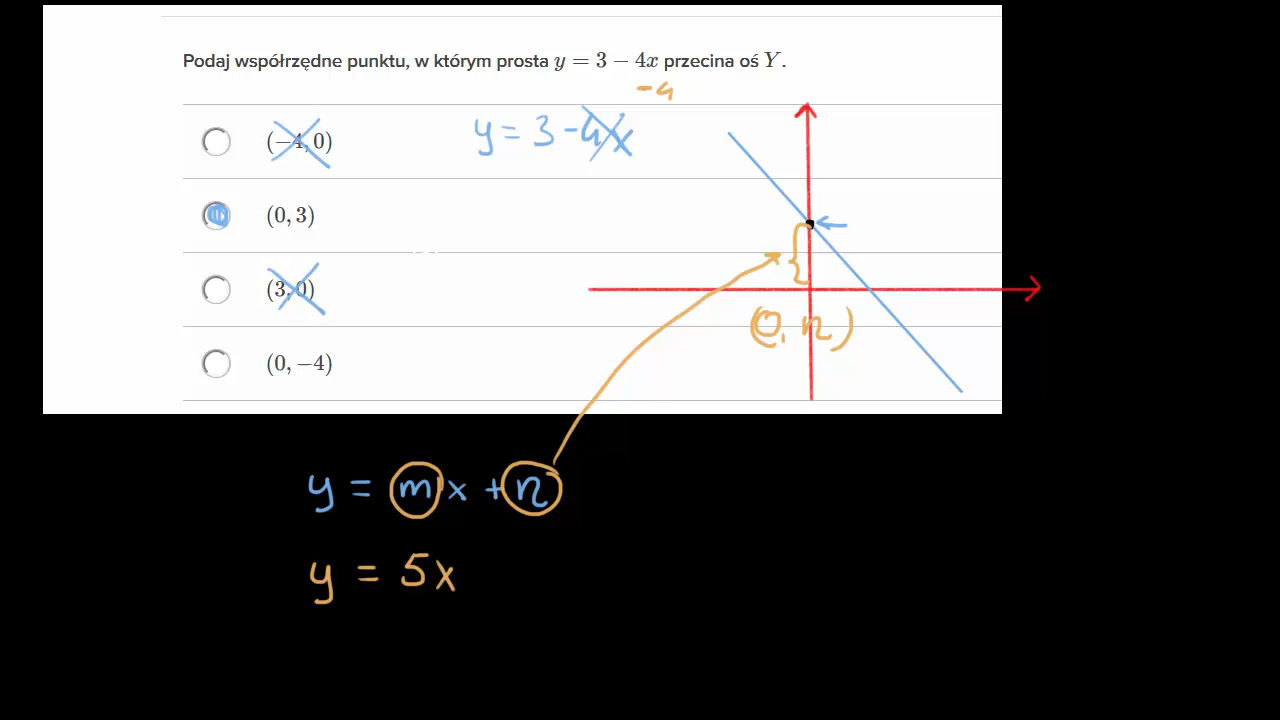 Podaj współrzędne punktu, w którym prosta y = 3 − 4x przecina oś Y.
-4
(−4, 0)
y = 3 - 4x
(0, 3)
(3, 0)
(0, n)
(0, −4)
y = mx + n
y = 5x